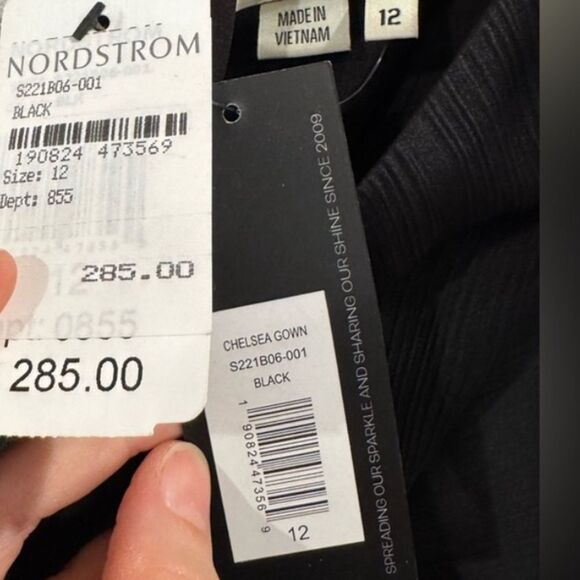 NORDSTROM
S221B06-001
BLACK
190824 473569
Size: 12
Dept: 855
285.00
0855
285.00
MADE IN
VIETNAM
12
CHELSEA GOWN
S221B06-001
BLACK
1 90824 47356 9
12
SPREADING OUR SPARKLE AND SHARING OUR SHINE SINCE 2009.